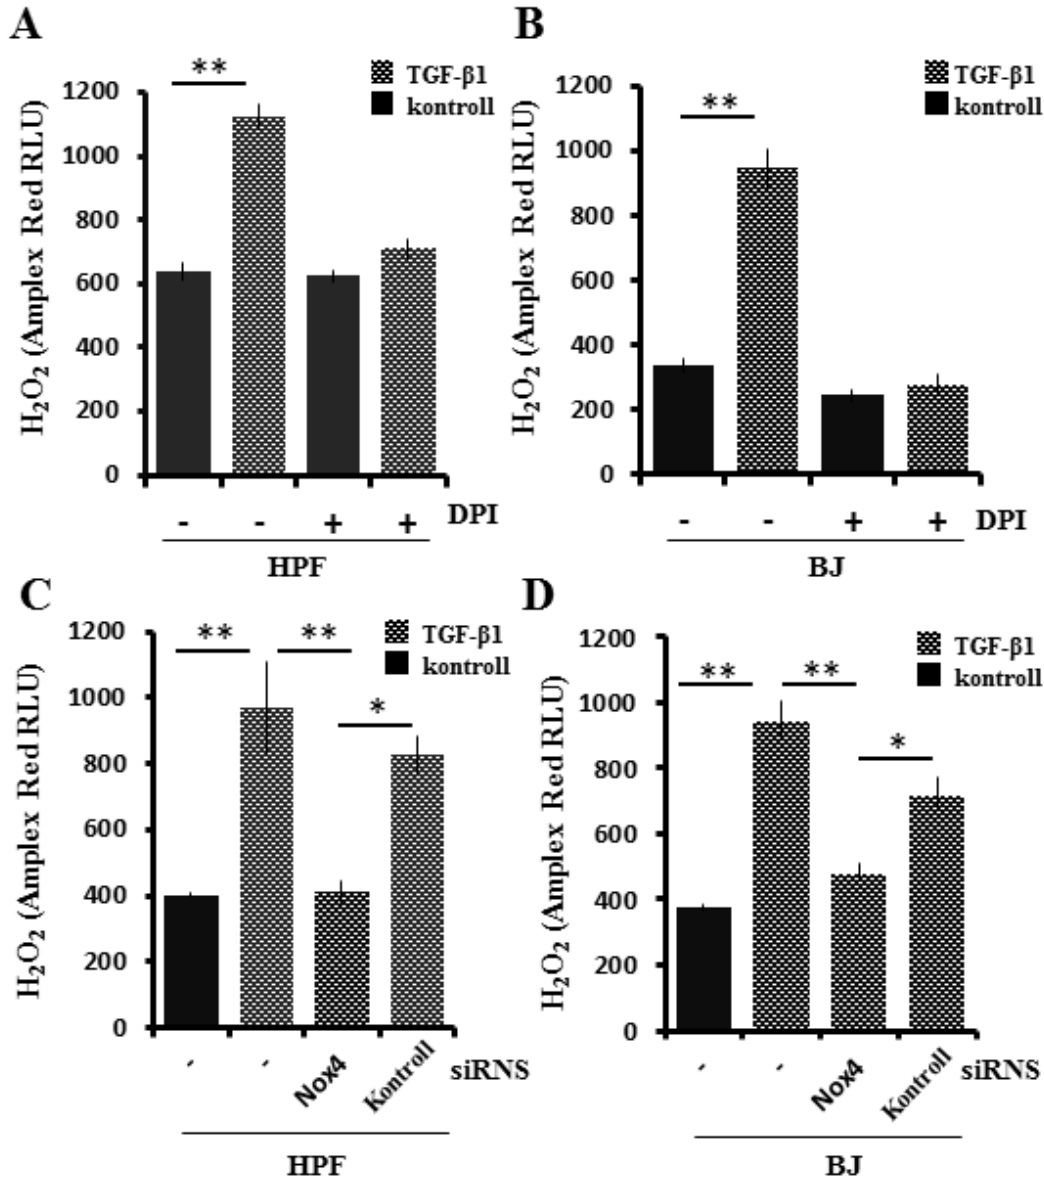 A
**
TGF-β1
kontroll
H₂O₂ (Amplex Red RLU)
1200
1000
800
600
400
200
0
- - + + DPI
HPF
B
**
TGF-β1
kontroll
H₂O₂ (Amplex Red RLU)
1200
1000
800
600
400
200
0
- - + + DPI
BJ
C
** **
*
TGF-β1
kontroll
H₂O₂ (Amplex Red RLU)
1200
1000
800
600
400
200
0
- - Nox4 Kontroll siRNS
HPF
D
** **
*
TGF-β1
kontroll
H₂O₂ (Amplex Red RLU)
1200
1000
800
600
400
200
0
- - Nox4 Kontroll siRNS
BJ